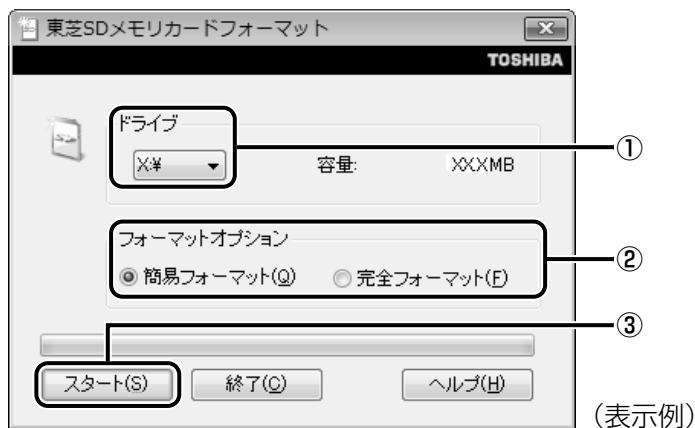 東芝SDメモリカードフォーマット
TOSHIBA
ドライブ
X:¥ 容量: XXXMB
①
フォーマットオプション
②
簡易フォーマット(Q) 完全フォーマット(F)
③
スタート(S) 終了(C) ヘルプ(H)
(表示例)